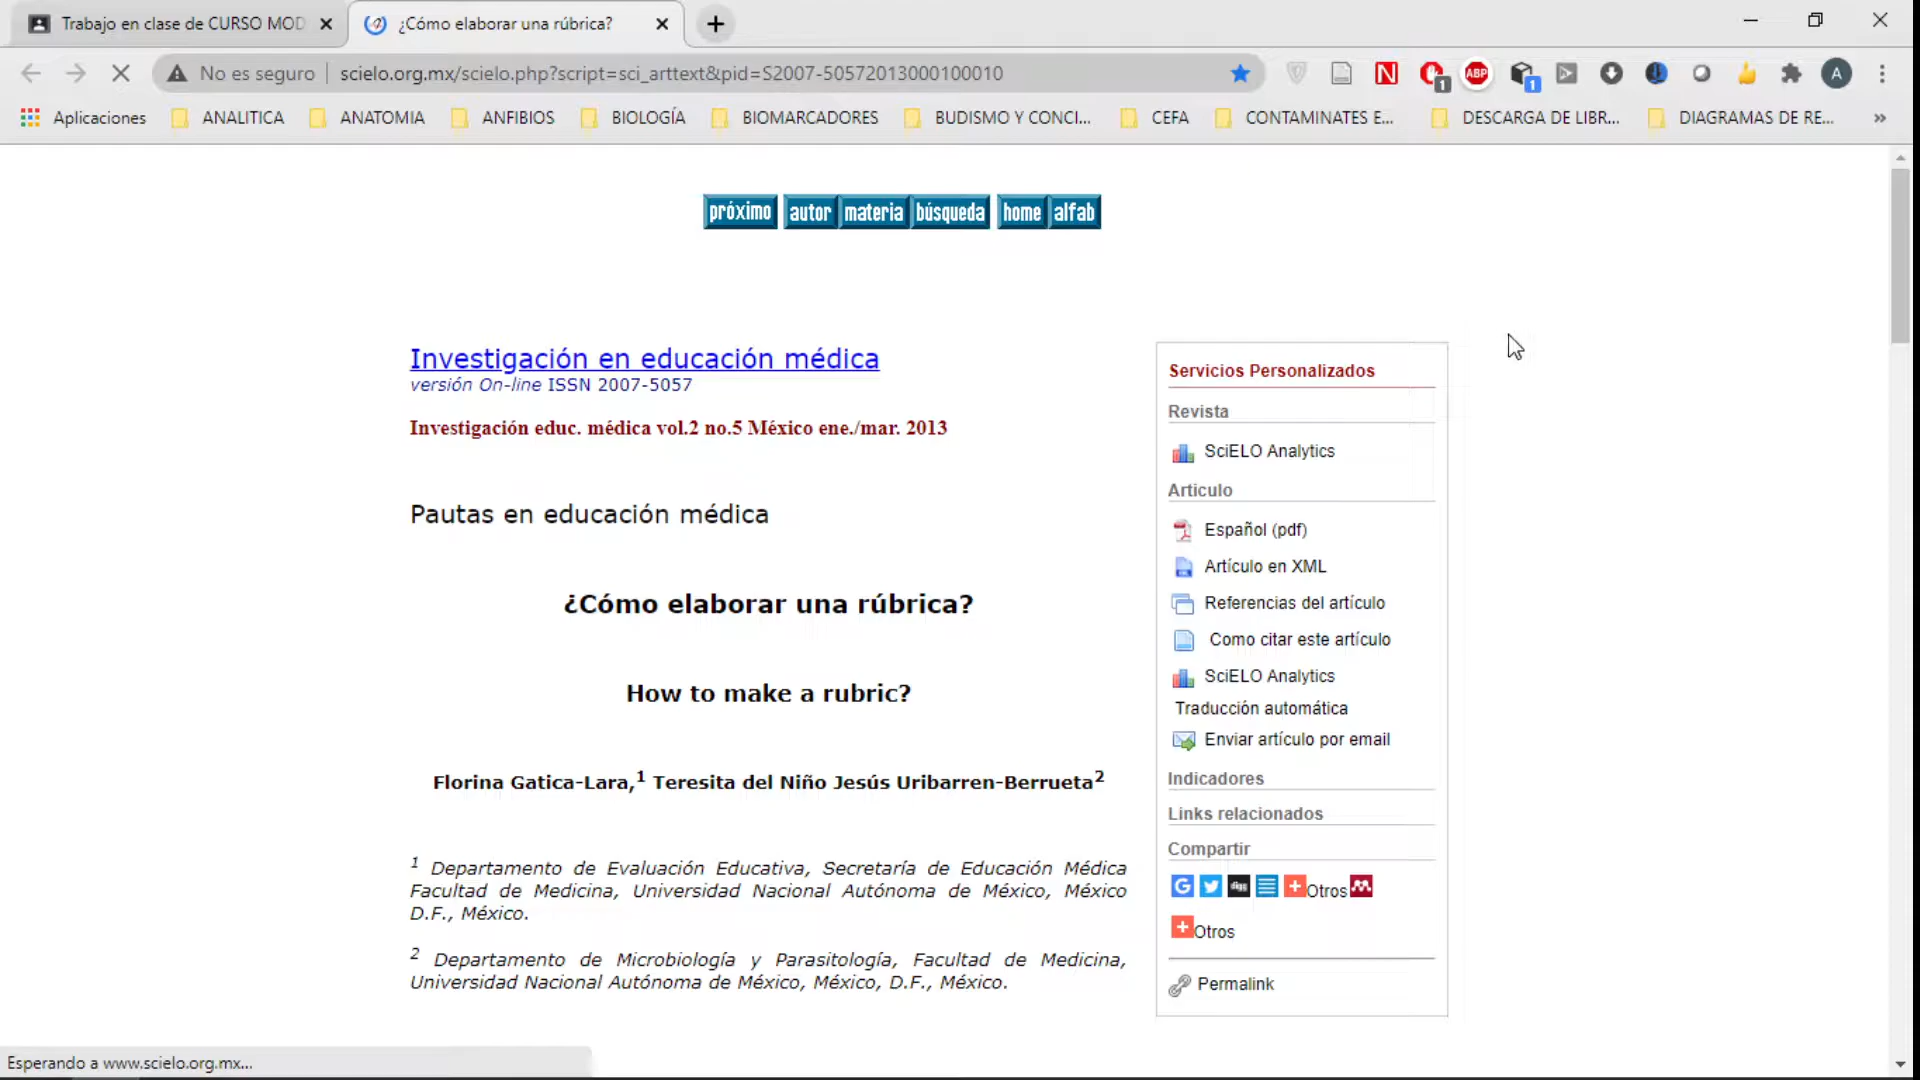 Trabajo en clase de CURSO MOD
¿Cómo elaborar una rúbrica?
No es seguro
scielo.org.mx/scielo.php?script=sci_arttext&pid=S2007-50572013000100010
N
1
ABP
1
A
Aplicaciones
ANALITICA
ANATOMIA
ANFIBIOS
BIOLOGÍA
BIOMARCADORES
BUDISMO Y CONCI...
CEFA
CONTAMINATES E...
DESCARGA DE LIBR...
DIAGRAMAS DE RE...
»
próximo
autor
materia
búsqueda
home
alfab
Investigación en educación médica
versión On-line ISSN 2007-5057
Investigación educ. médica vol.2 no.5 México ene./mar. 2013
Pautas en educación médica
¿Cómo elaborar una rúbrica?
How to make a rubric?
Florina Gatica-Lara,1 Teresita del Niño Jesús Uribarren-Berrueta2
1 Departamento de Evaluación Educativa, Secretaría de Educación Médica
Facultad de Medicina, Universidad Nacional Autónoma de México, México
D.F., México.
2 Departamento de Microbiología y Parasitología, Facultad de Medicina,
Universidad Nacional Autónoma de México, México, D.F., México.
Servicios Personalizados
Revista
SciELO Analytics
Articulo
Español (pdf)
Artículo en XML
Referencias del artículo
Como citar este artículo
SciELO Analytics
Traducción automática
Enviar artículo por email
Indicadores
Links relacionados
Compartir
G
digg
Otros
Otros
Permalink
Esperando a www.scielo.org.mx...